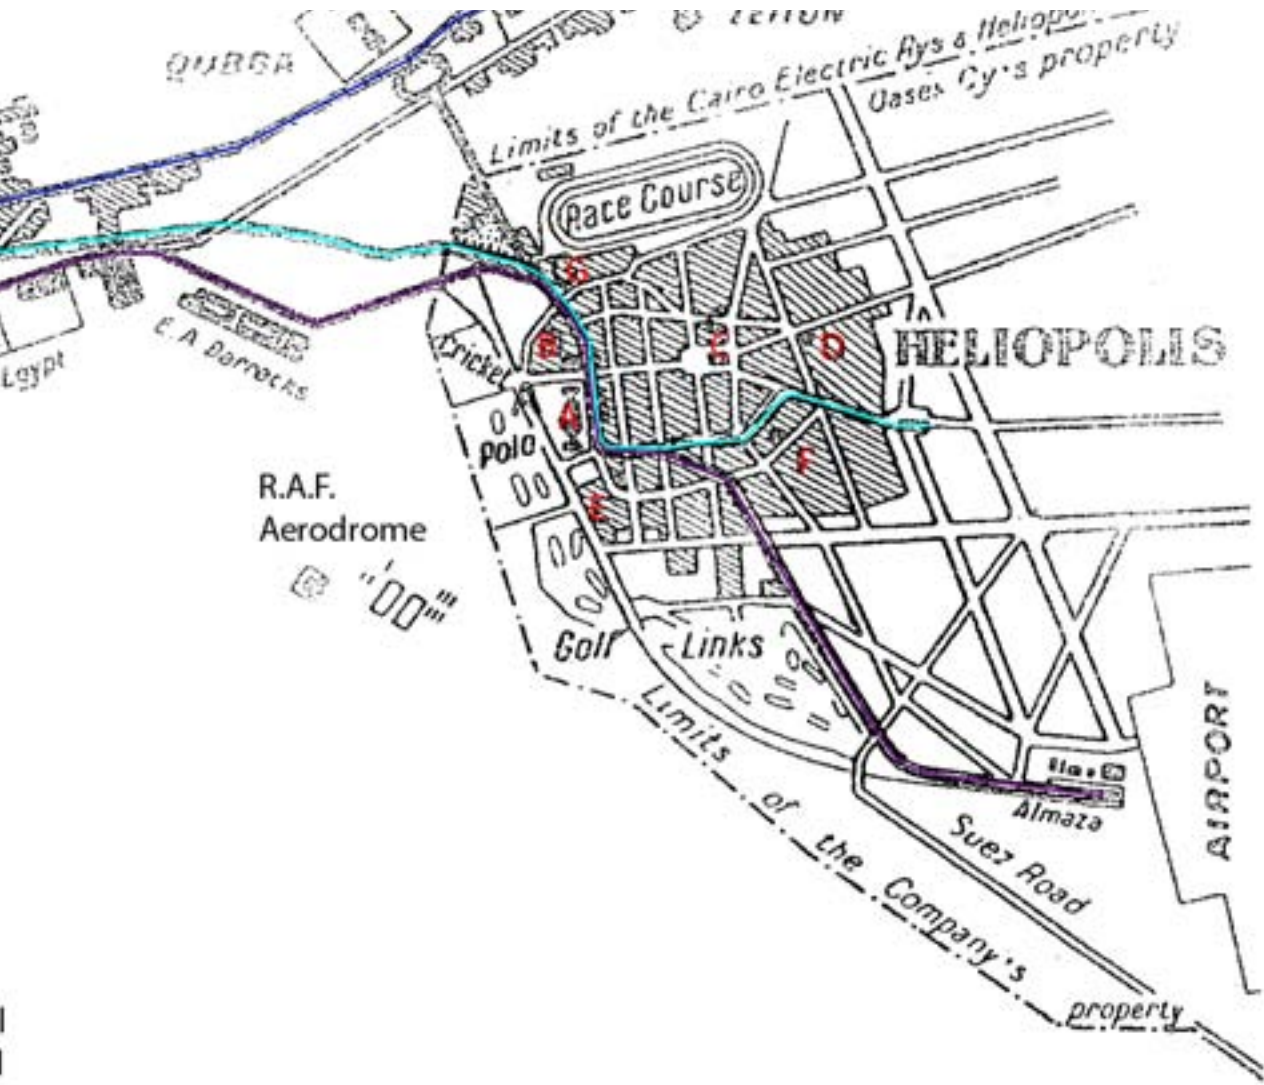 QUBBA
Limits of the Cairo Electric Rys & Heliopolis
Oases Cy's property
Race Course
G
B
C
D
HELIOPOLIS
Cricket
E. A Barracks
Egypt
A
Polo
F
E
R.A.F.
Aerodrome
Golf Links
Limits of the Company's property
AIRPORT
Almaza
Suez Road